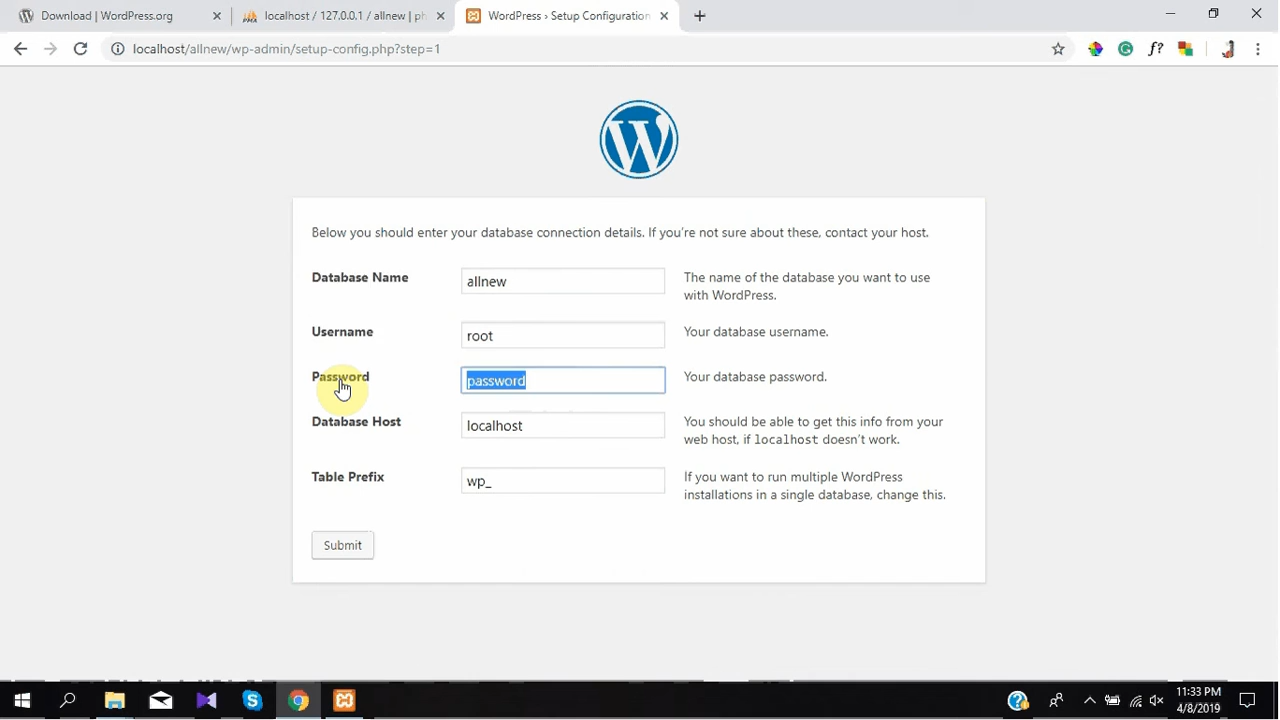 Download | WordPress.org
localhost / 127.0.0.1 / allnew | ph
WordPress › Setup Configuration
localhost/allnew/wp-admin/setup-config.php?step=1
f?
W
Below you should enter your database connection details. If you’re not sure about these, contact your host.
Database Name
allnew
The name of the database you want to use
with WordPress.
Username
root
Your database username.
Password
password
Your database password.
Database Host
localhost
You should be able to get this info from your
web host, if localhost doesn’t work.
Table Prefix
wp_
If you want to run multiple WordPress
installations in a single database, change this.
Submit
11:33 PM
4/8/2019